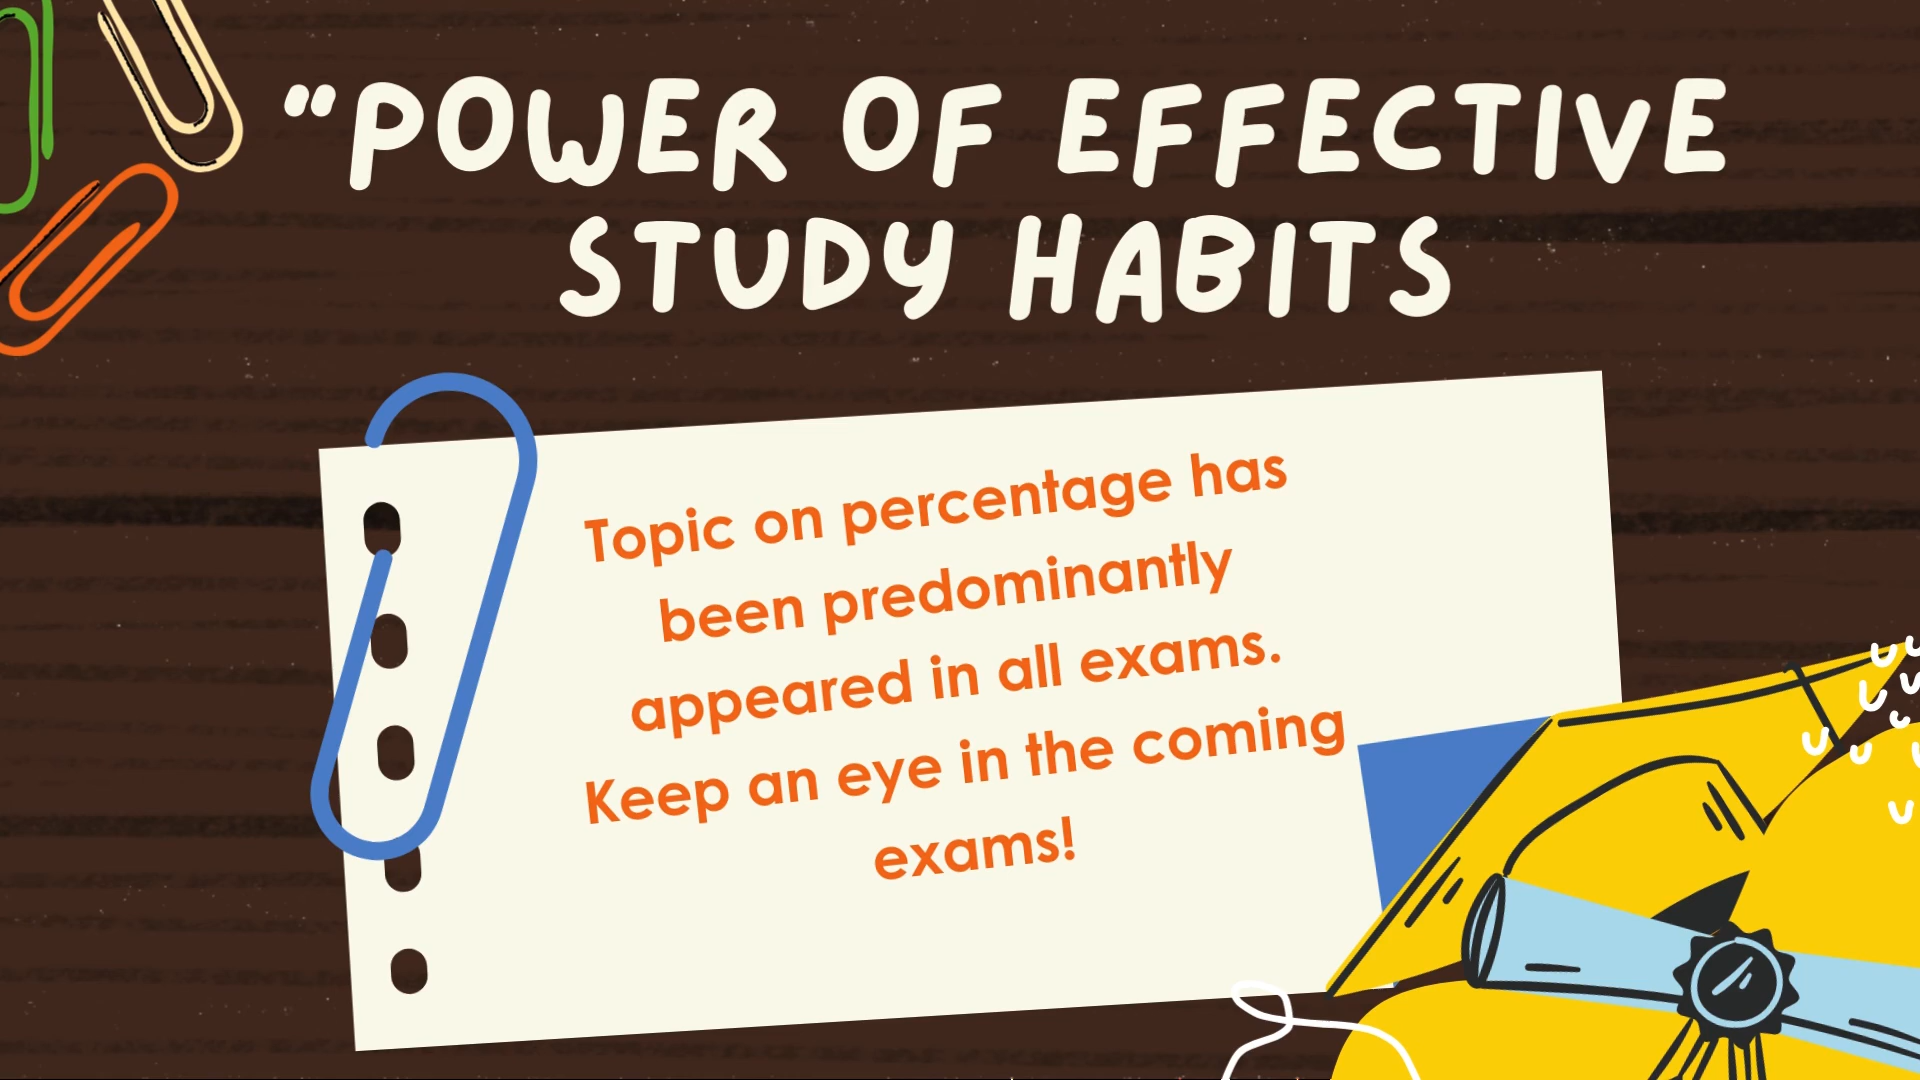 “POWER OF EFFECTIVE
STUDY HABITS
Topic on percentage has
been predominantly
appeared in all exams.
Keep an eye in the coming
exams!